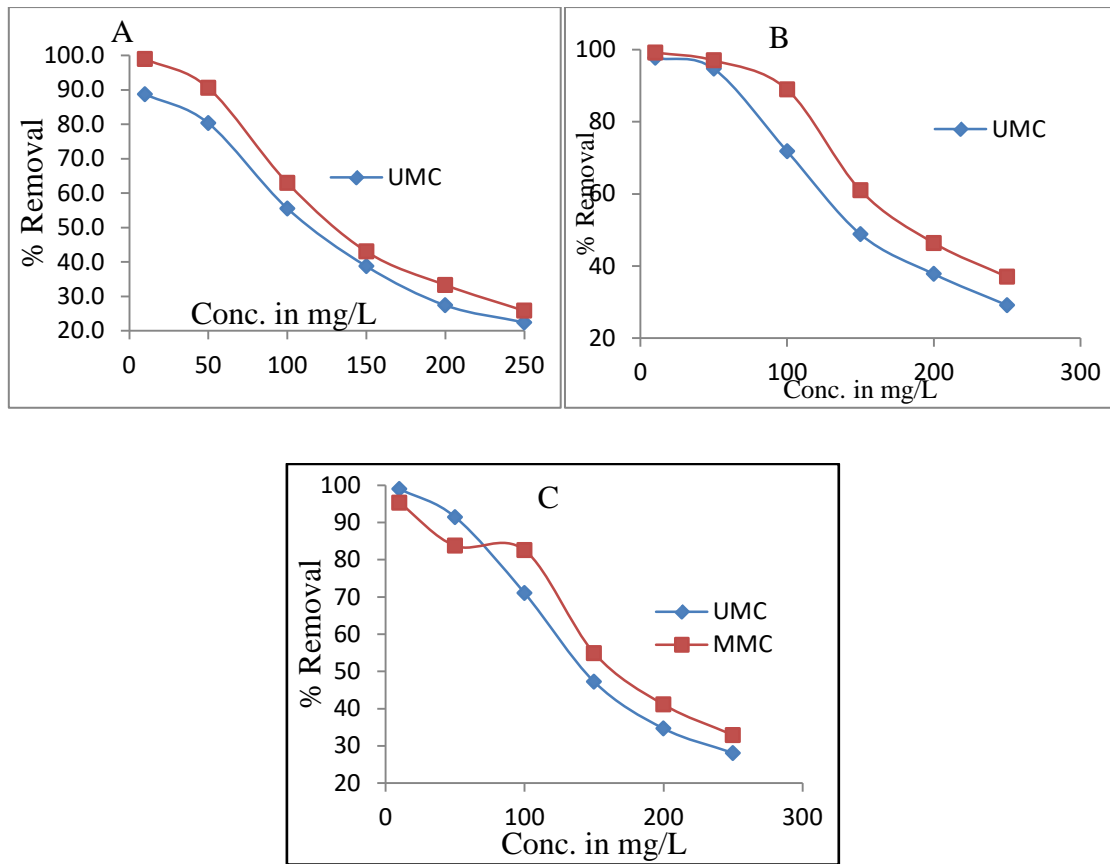 A
100.0
90.0
80.0
70.0
60.0
50.0
40.0
30.0
20.0
% Removal
UMC
Conc. in mg/L
0 50 100 150 200 250
B
100
80
60
40
20
% Removal
UMC
0 100 200 300
Conc. in mg/L
C
100
90
80
70
60
50
40
30
20
% Removal
UMC
MMC
0 100 200 300
Conc. in mg/L